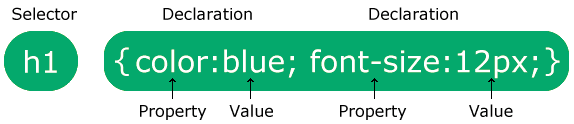 Selector Declaration Declaration
h1 {color:blue; font-size:12px;}
Property Value Property Value